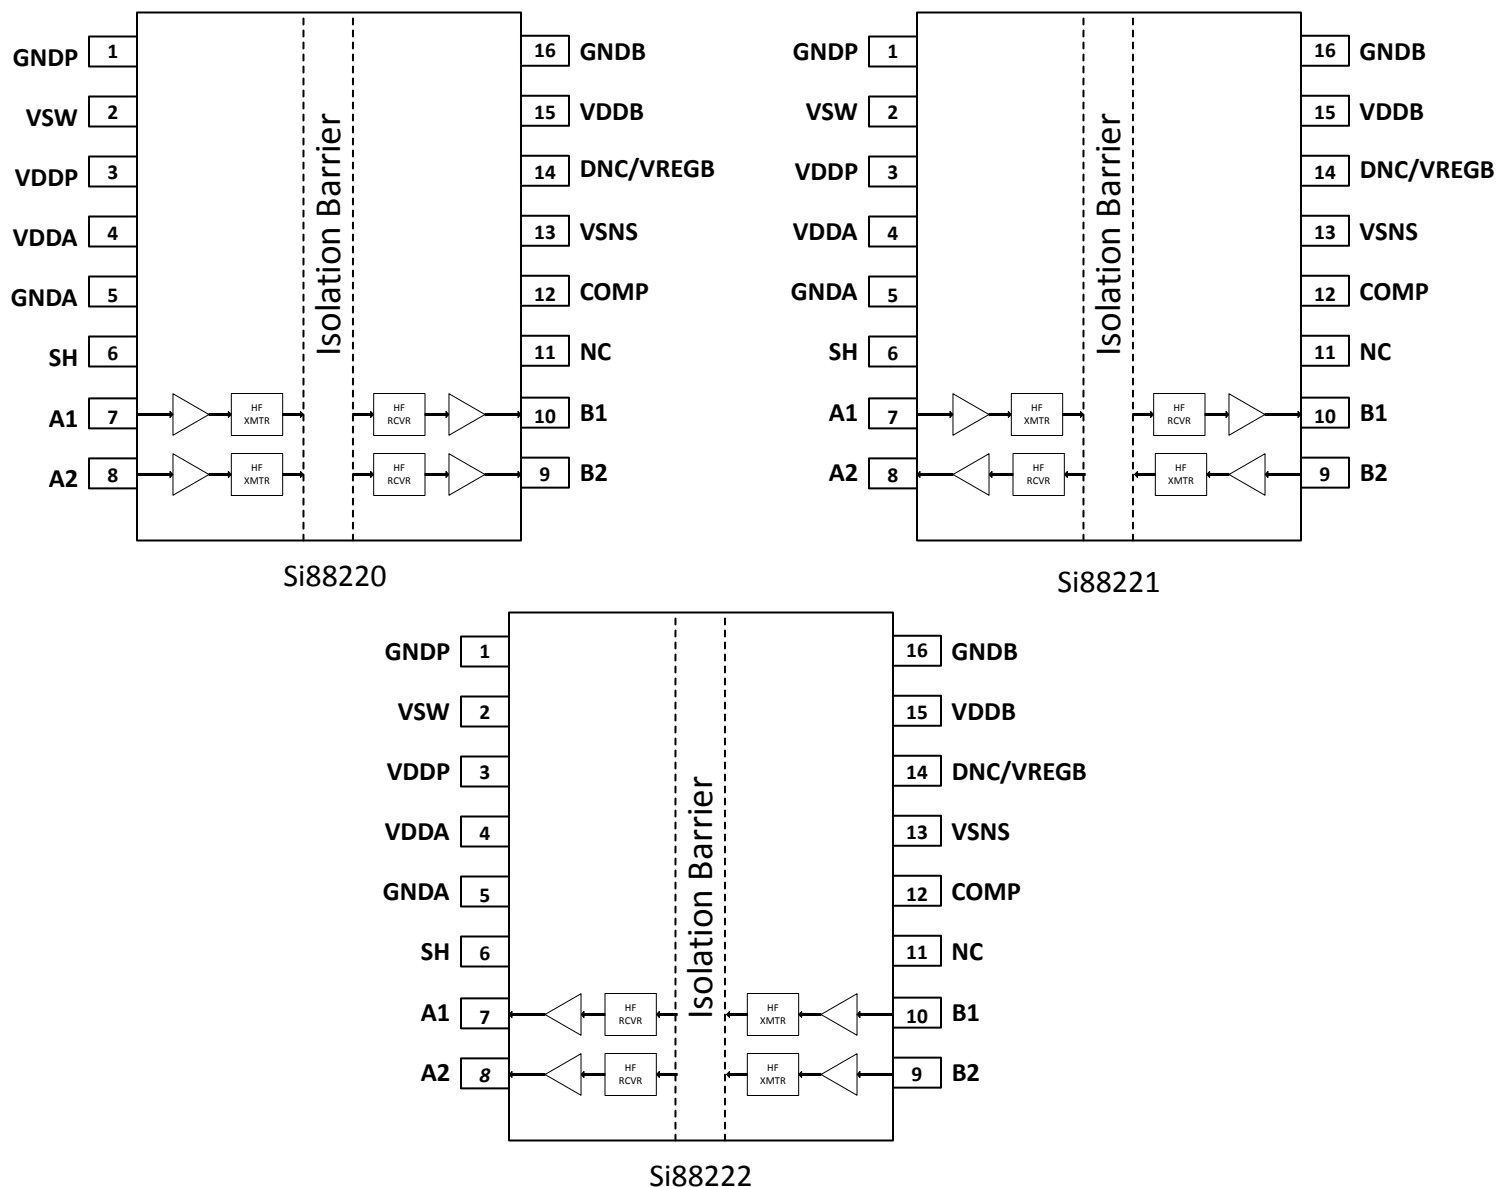 GNDP 1 16 GNDB
VSW 2 15 VDDB
VDDP 3 14 DNC/VREGB
VDDA 4 13 VSNS
GNDA 5 12 COMP
SH 6 11 NC
A1 7 HF XMTR HF RCVR 10 B1
A2 8 HF XMTR HF RCVR 9 B2
Isolation Barrier
Si88220
GNDP 1 16 GNDB
VSW 2 15 VDDB
VDDP 3 14 DNC/VREGB
VDDA 4 13 VSNS
GNDA 5 12 COMP
SH 6 11 NC
A1 7 HF XMTR HF RCVR 10 B1
A2 8 HF RCVR HF XMTR 9 B2
Isolation Barrier
Si88221
GNDP 1 16 GNDB
VSW 2 15 VDDB
VDDP 3 14 DNC/VREGB
VDDA 4 13 VSNS
GNDA 5 12 COMP
SH 6 11 NC
A1 7 HF RCVR HF XMTR 10 B1
A2 8 HF RCVR HF XMTR 9 B2
Isolation Barrier
Si88222